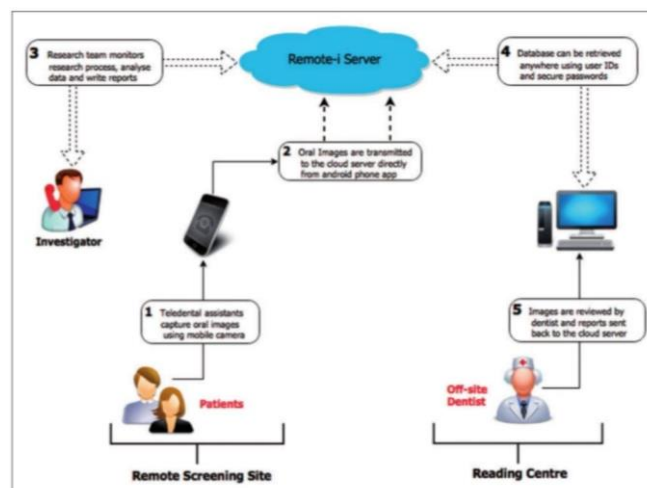 3 Research team monitors
research process, analyse
data and write reports
Remote-i Server
4 Database can be retrieved
anywhere using user IDs
and secure passwords
2 Oral Images are transmitted
to the cloud server directly
from android phone app
Investigator
1 Teledental assistants
capture oral images
using mobile camera
5 Images are reviewed by
dentist and reports sent
back to the cloud server
Patients
Off-site
Dentist
Remote Screening Site
Reading Centre